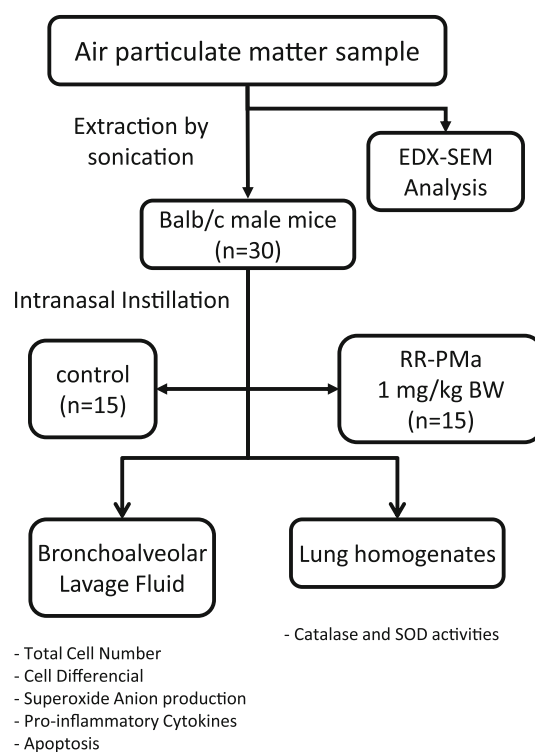 Air particulate matter sample
Extraction by
sonication
EDX-SEM
Analysis
Balb/c male mice
(n=30)
Intranasal Instillation
control
(n=15)
RR-PMa
1 mg/kg BW
(n=15)
Bronchoalveolar
Lavage Fluid
Lung homogenates
- Total Cell Number
- Cell Differencial
- Superoxide Anion production
- Pro-inflammatory Cytokines
- Apoptosis
- Catalase and SOD activities